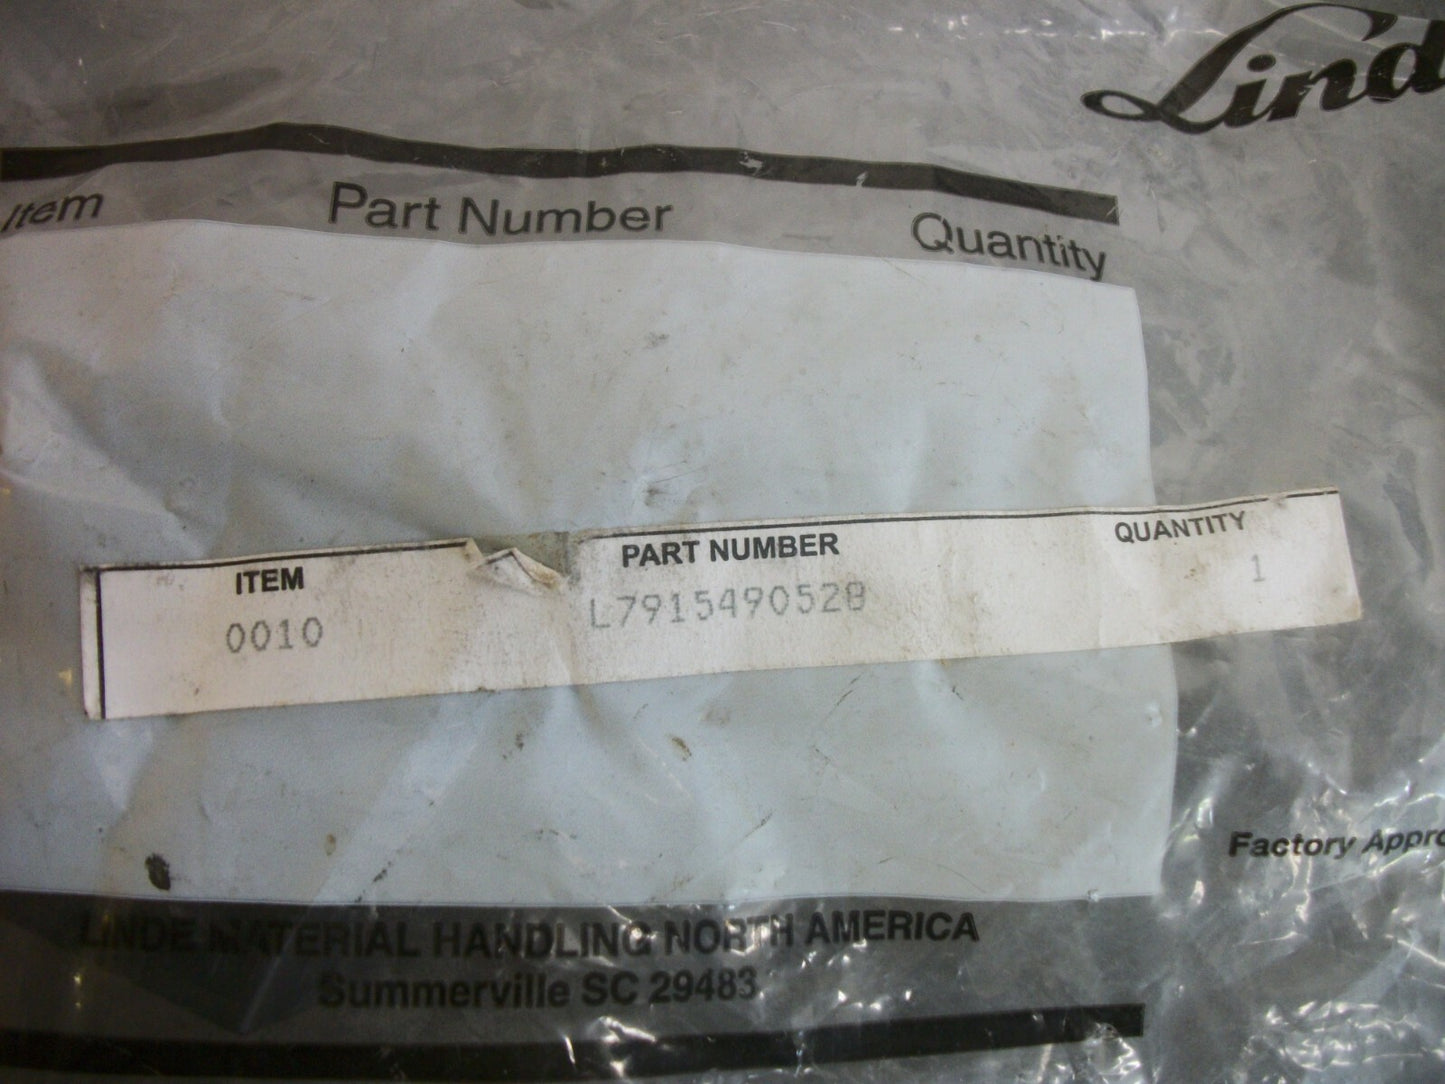 Lind
Item Part Number Quantity
ITEM PART NUMBER QUANTITY
0010 L7915490528 1
Factory Appro
LINDE MATERIAL HANDLING NORTH AMERICA
Summerville SC 29483